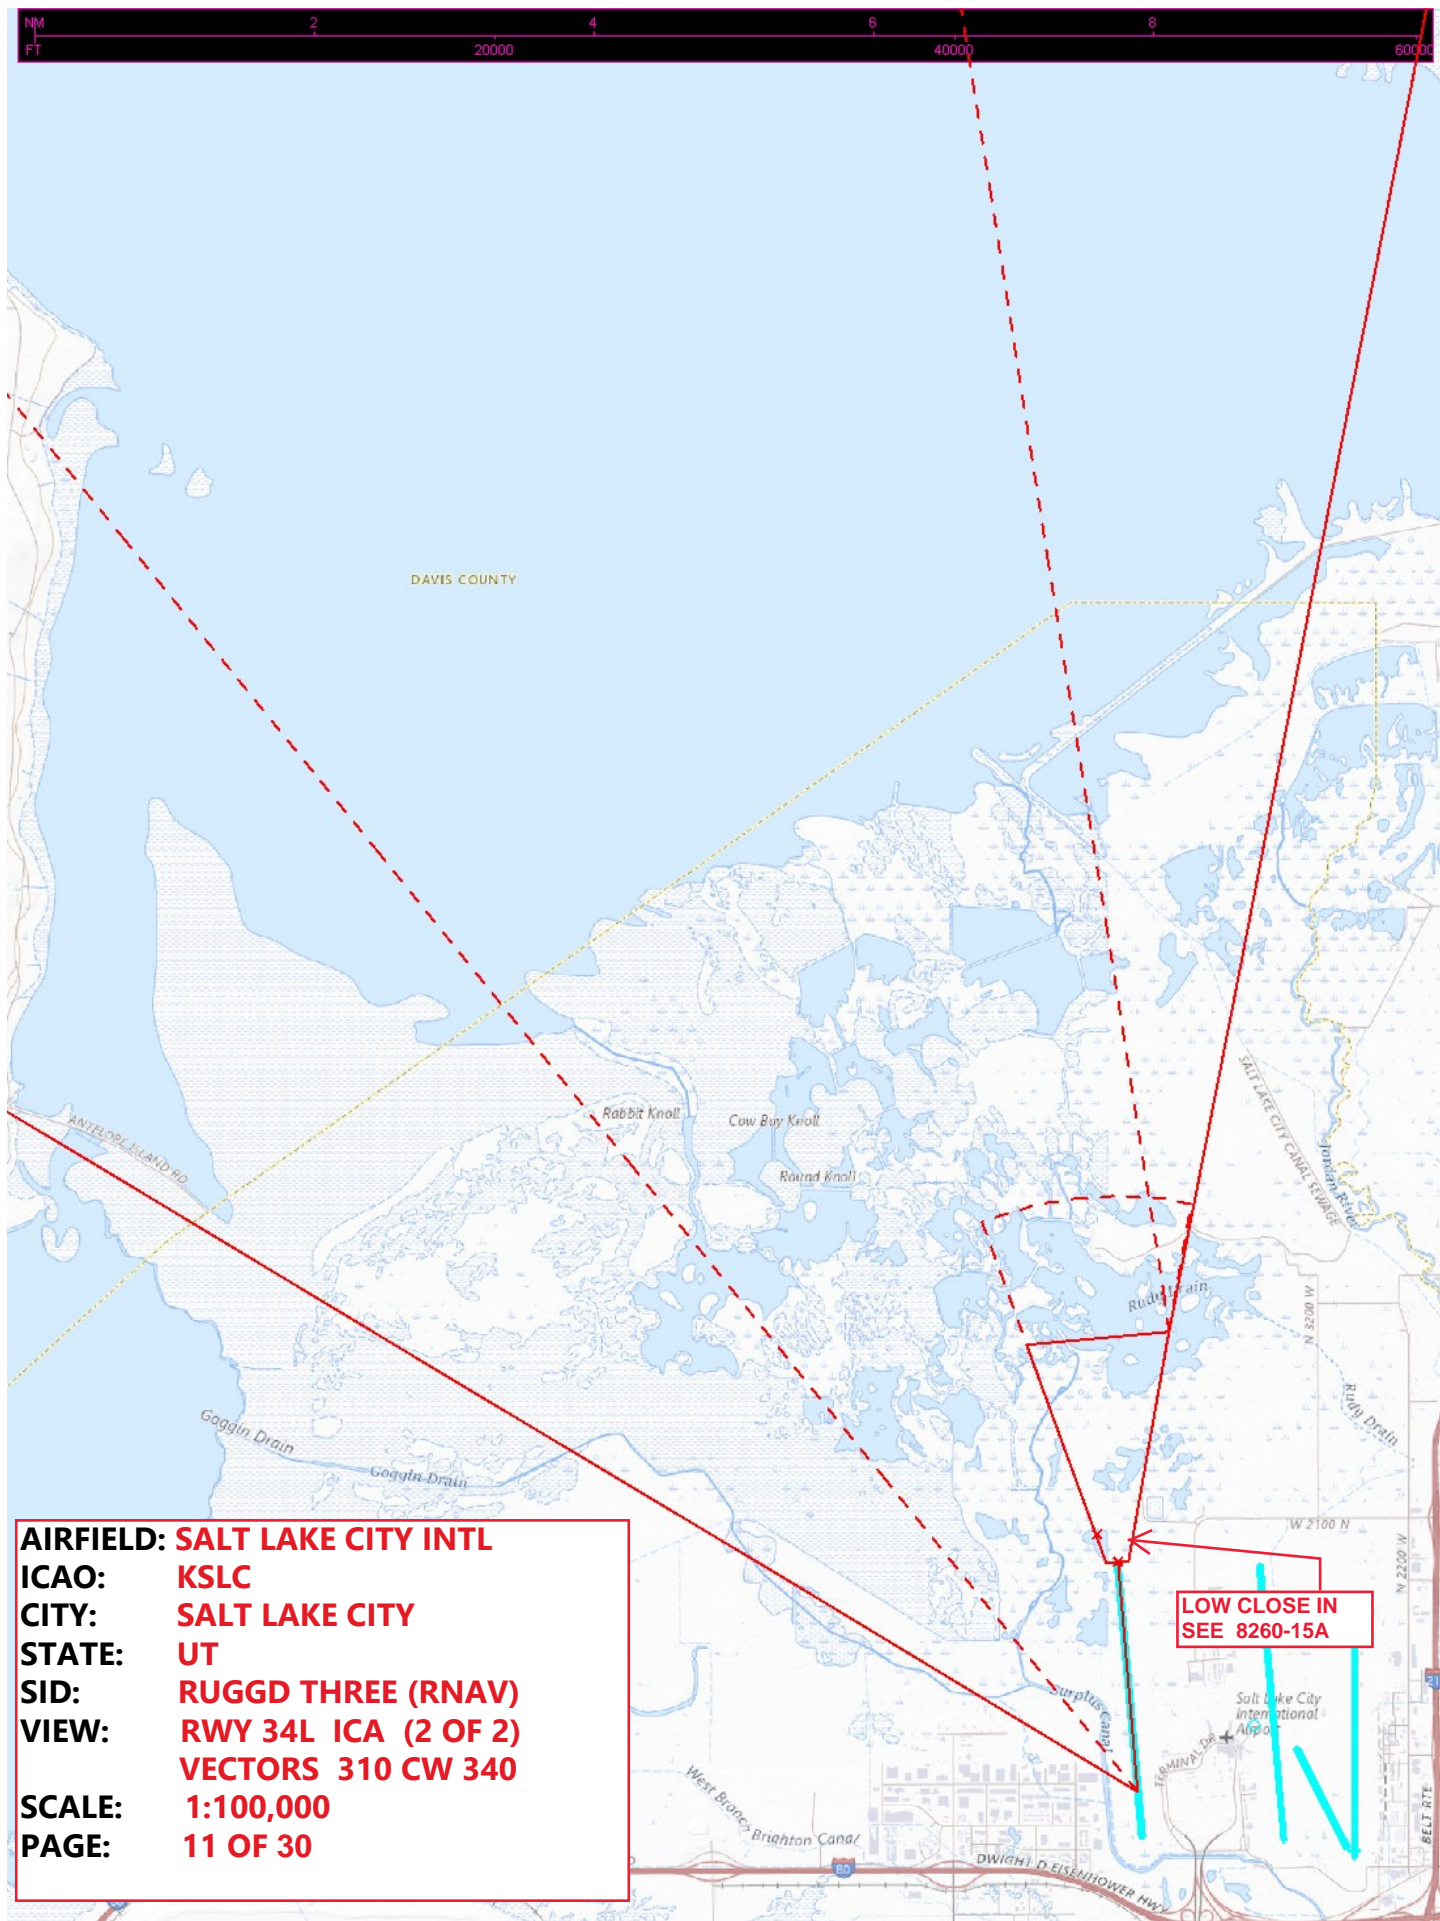 NM 2 4 6 8
FT 20000 40000 60000
DAVIS COUNTY
Rabbit Knoll
Cow Boy Knoll
Round Knoll
ANTELOPE ISLAND RD
SALT LAKE CITY CANAL SEWAGE
Jordan River
Rudy Drain
N 3200 W
Rudy Drain
Goggin Drain
Goggin Drain
W 2100 N
N 2200 W
LOW CLOSE IN
SEE 8260-15A
AIRFIELD: SALT LAKE CITY INTL
ICAO: KSLC
CITY: SALT LAKE CITY
STATE: UT
SID: RUGGD THREE (RNAV)
VIEW: RWY 34L ICA (2 OF 2)
VECTORS 310 CW 340
SCALE: 1:100,000
PAGE: 11 OF 30
Surplus Canal
Salt Lake City
International
Airport
TERMINAL DR
21
West Branch Brighton Canal
80
DWIGHT D EISENHOWER HWY
BELT RTE